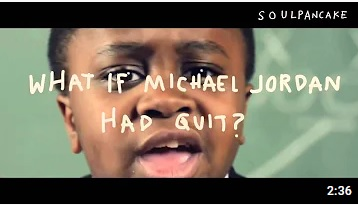 SOULPANCAKE
WHAT IF MICHAEL JORDAN
HAD QUIT?
2:36